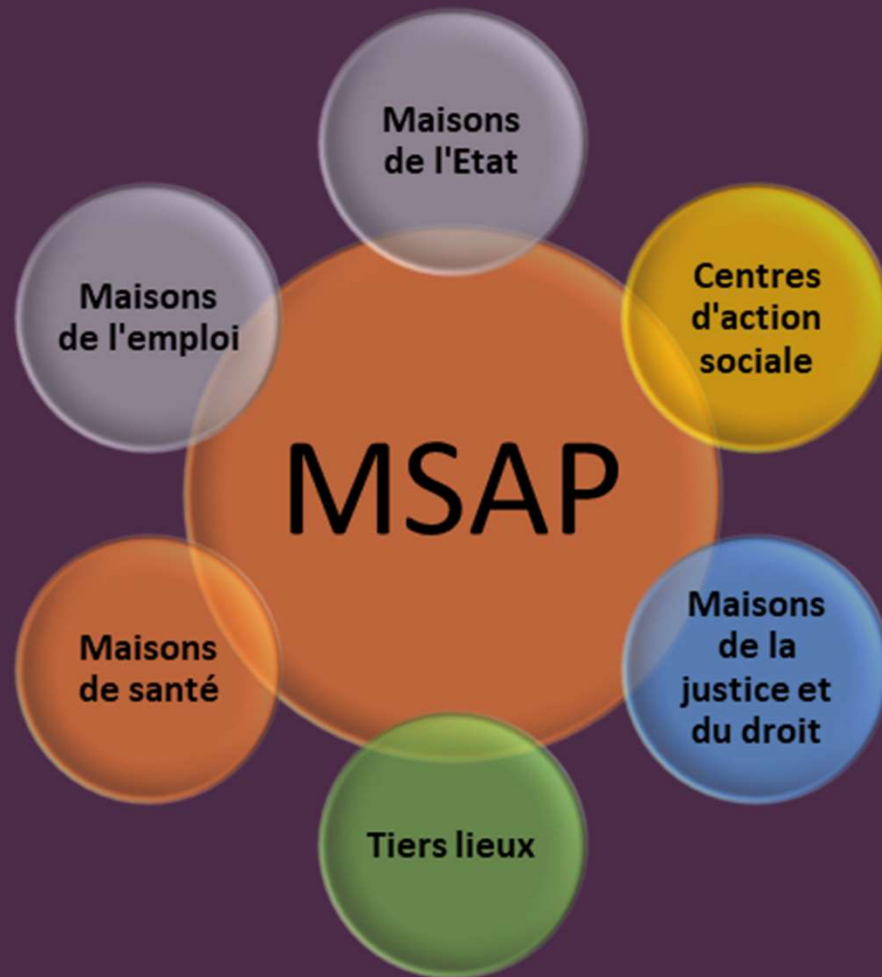 Maisons
de l'Etat
Centres
d'action
sociale
Maisons
de l'emploi
MSAP
Maisons
de la
justice et
du droit
Maisons
de santé
Tiers lieux